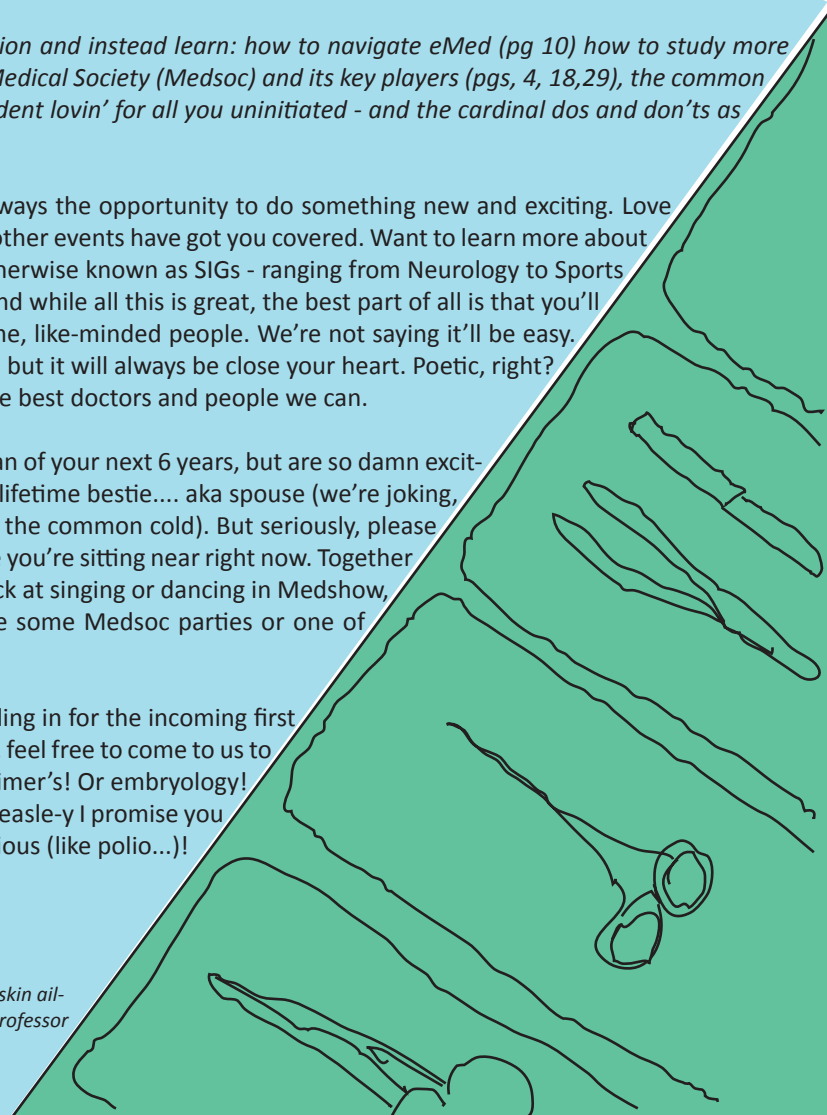 ion and instead learn: how to navigate eMed (pg 10) how to study more
Medical Society (Medsoc) and its key players (pgs, 4, 18,29), the common
dent lovin’ for all you uninitiated - and the cardinal dos and don’ts as
ways the opportunity to do something new and exciting. Love
other events have got you covered. Want to learn more about
herwise known as SIGs - ranging from Neurology to Sports
nd while all this is great, the best part of all is that you’ll
ne, like-minded people. We’re not saying it’ll be easy.
but it will always be close your heart. Poetic, right?
e best doctors and people we can.
an of your next 6 years, but are so damn excit-
lifetime bestie.... aka spouse (we’re joking,
the common cold). But seriously, please
e you’re sitting near right now. Together
ck at singing or dancing in Medshow,
e some Medsoc parties or one of
ling in for the incoming first
feel free to come to us to
imer’s! Or embryology!
easle-y I promise you
ious (like polio...)!
skin ail-
rofessor